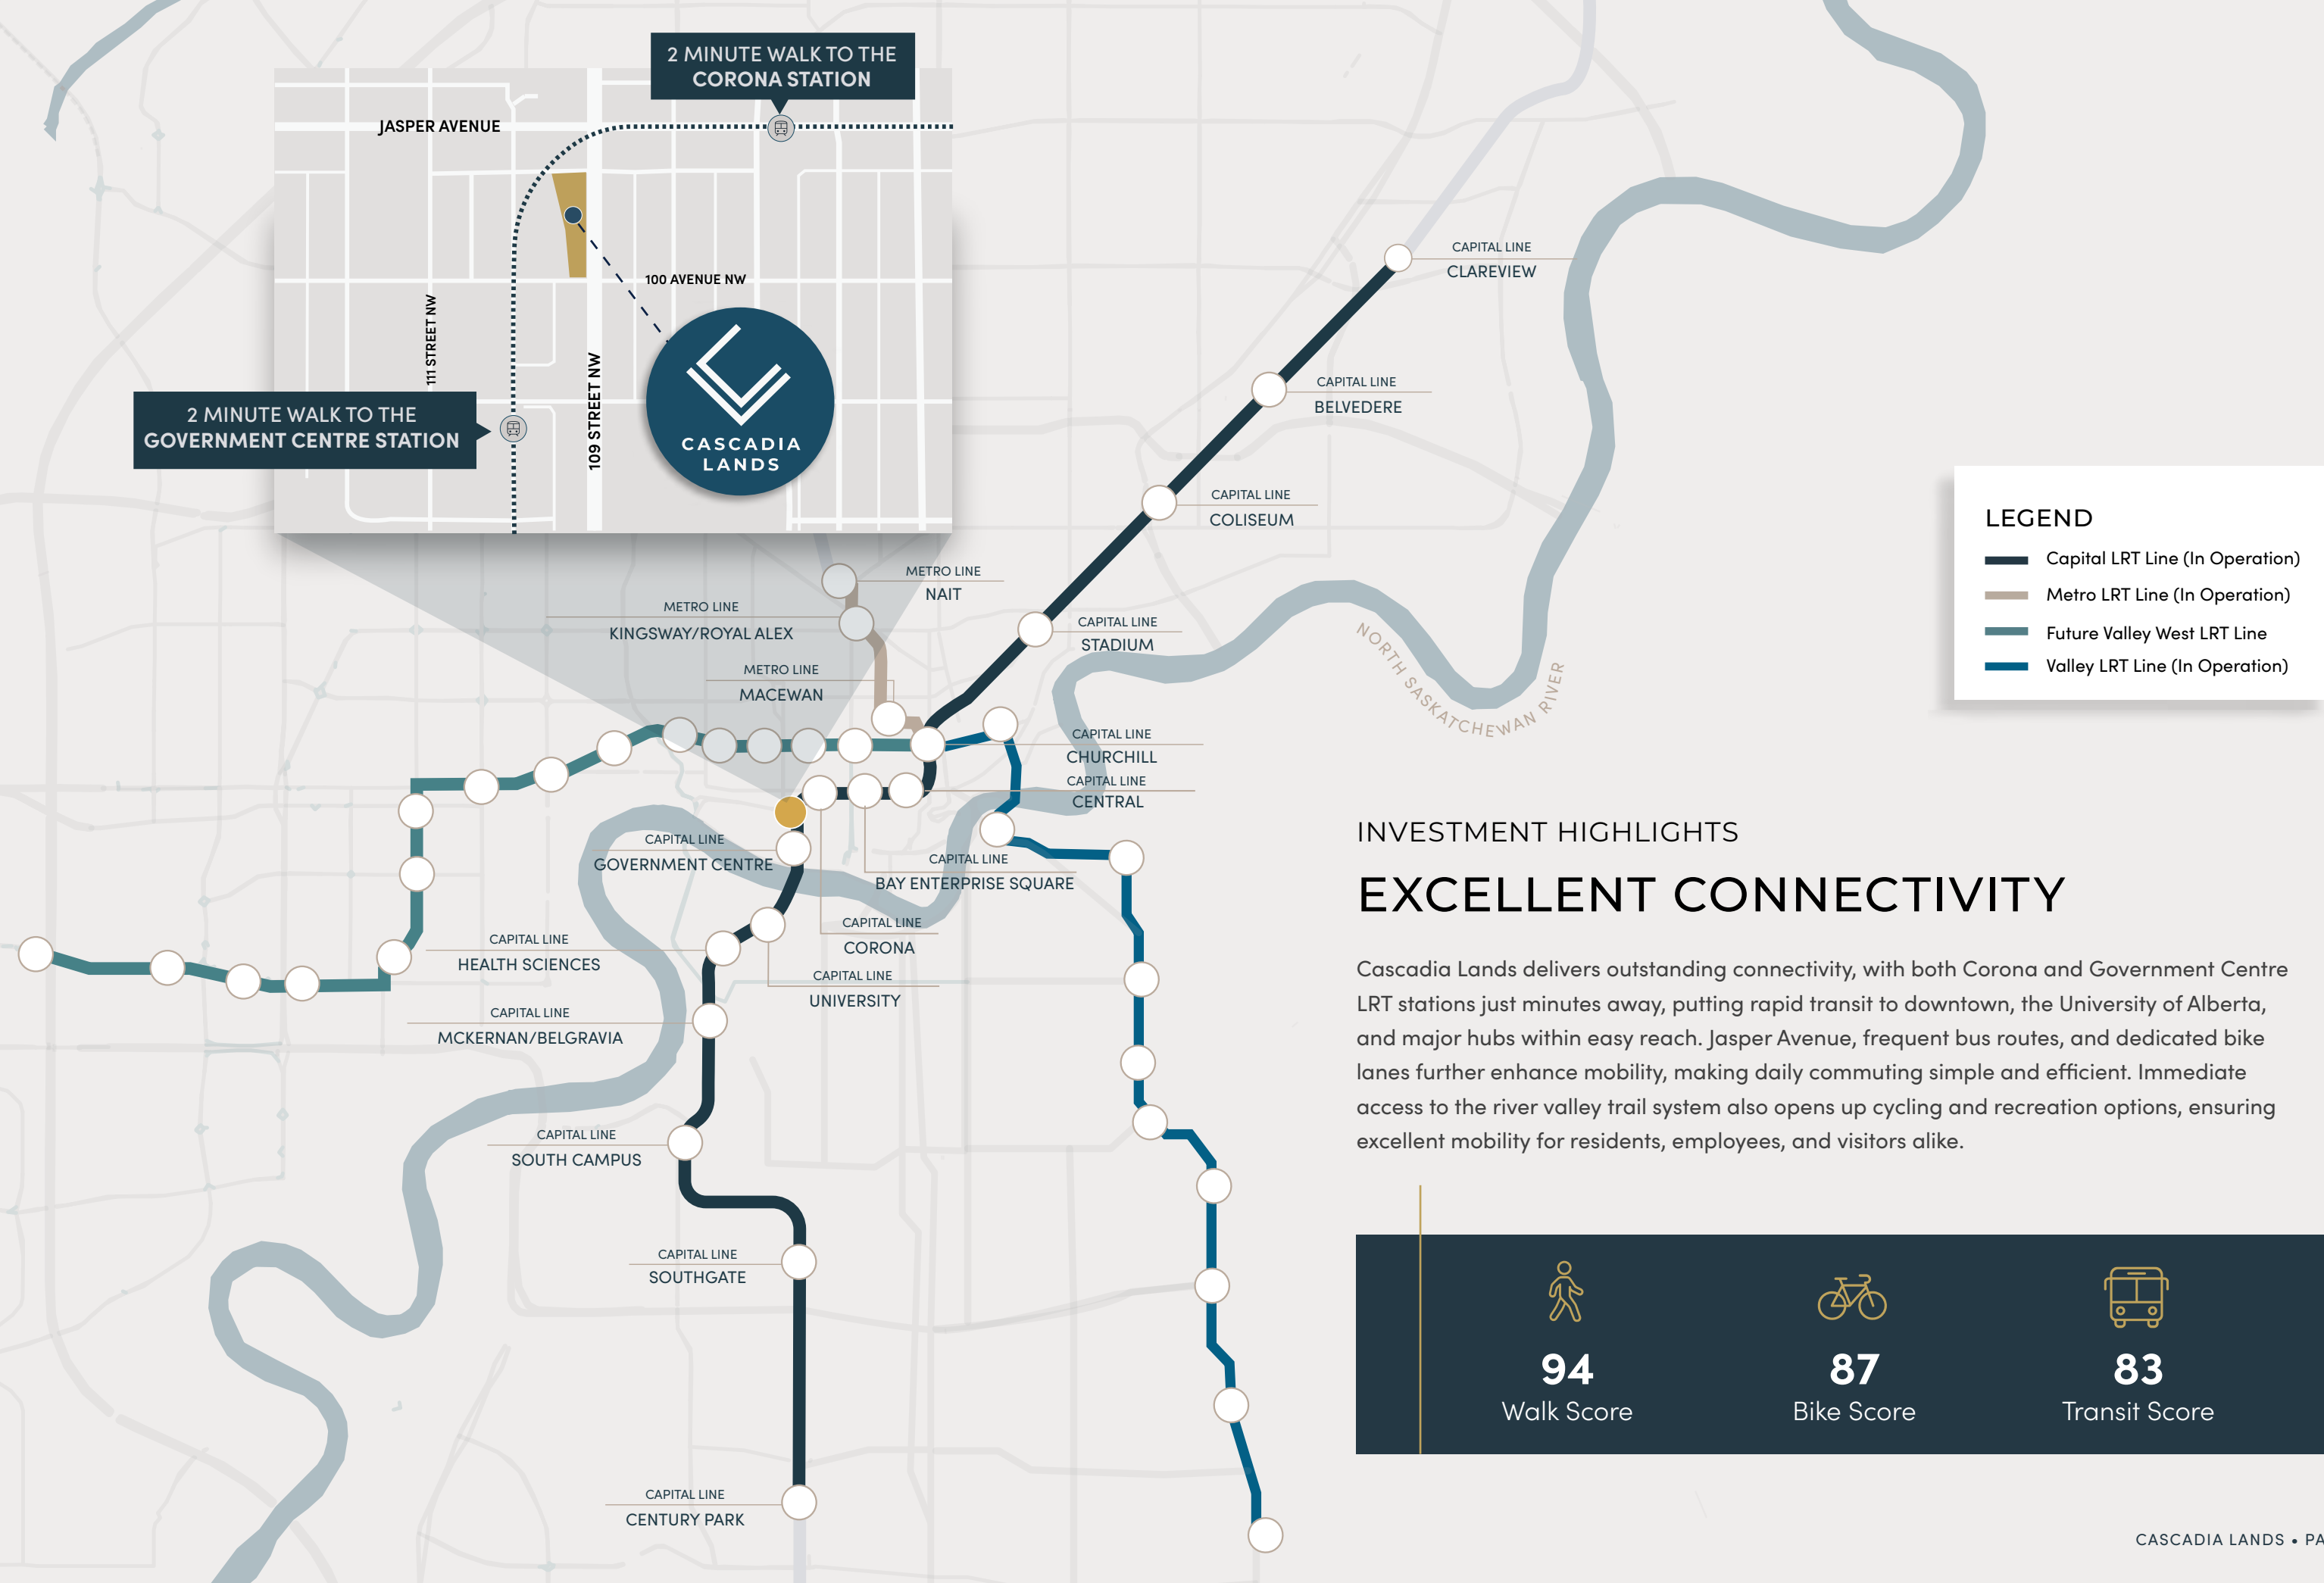 2 MINUTE WALK TO THE
CORONA STATION
JASPER AVENUE
100 AVENUE NW
111 STREET NW
109 STREET NW
2 MINUTE WALK TO THE
GOVERNMENT CENTRE STATION
CASCADIA
LANDS
CAPITAL LINE
CLAREVIEW
CAPITAL LINE
BELVEDERE
CAPITAL LINE
COLISEUM
METRO LINE
NAIT
METRO LINE
KINGSWAY/ROYAL ALEX
CAPITAL LINE
STADIUM
METRO LINE
MACEWAN
CAPITAL LINE
CHURCHILL
CAPITAL LINE
CENTRAL
CAPITAL LINE
GOVERNMENT CENTRE
CAPITAL LINE
BAY ENTERPRISE SQUARE
CAPITAL LINE
CORONA
CAPITAL LINE
HEALTH SCIENCES
CAPITAL LINE
UNIVERSITY
CAPITAL LINE
MCKERNAN/BELGRAVIA
CAPITAL LINE
SOUTH CAMPUS
CAPITAL LINE
SOUTHGATE
CAPITAL LINE
CENTURY PARK
NORTH SASKATCHEWAN RIVER
LEGEND
Capital LRT Line (In Operation)
Metro LRT Line (In Operation)
Future Valley West LRT Line
Valley LRT Line (In Operation)
INVESTMENT HIGHLIGHTS
EXCELLENT CONNECTIVITY
Cascadia Lands delivers outstanding connectivity, with both Corona and Government Centre
LRT stations just minutes away, putting rapid transit to downtown, the University of Alberta,
and major hubs within easy reach. Jasper Avenue, frequent bus routes, and dedicated bike
lanes further enhance mobility, making daily commuting simple and efficient. Immediate
access to the river valley trail system also opens up cycling and recreation options, ensuring
excellent mobility for residents, employees, and visitors alike.
94
Walk Score
87
Bike Score
83
Transit Score
CASCADIA LANDS • PA